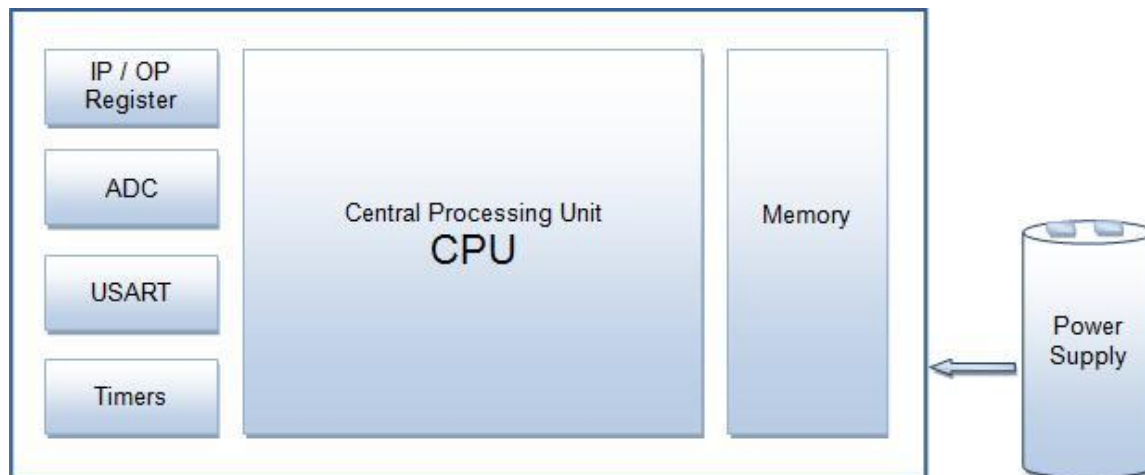 IP / OP
Register
ADC
USART
Timers
Central Processing Unit
CPU
Memory
Power
Supply